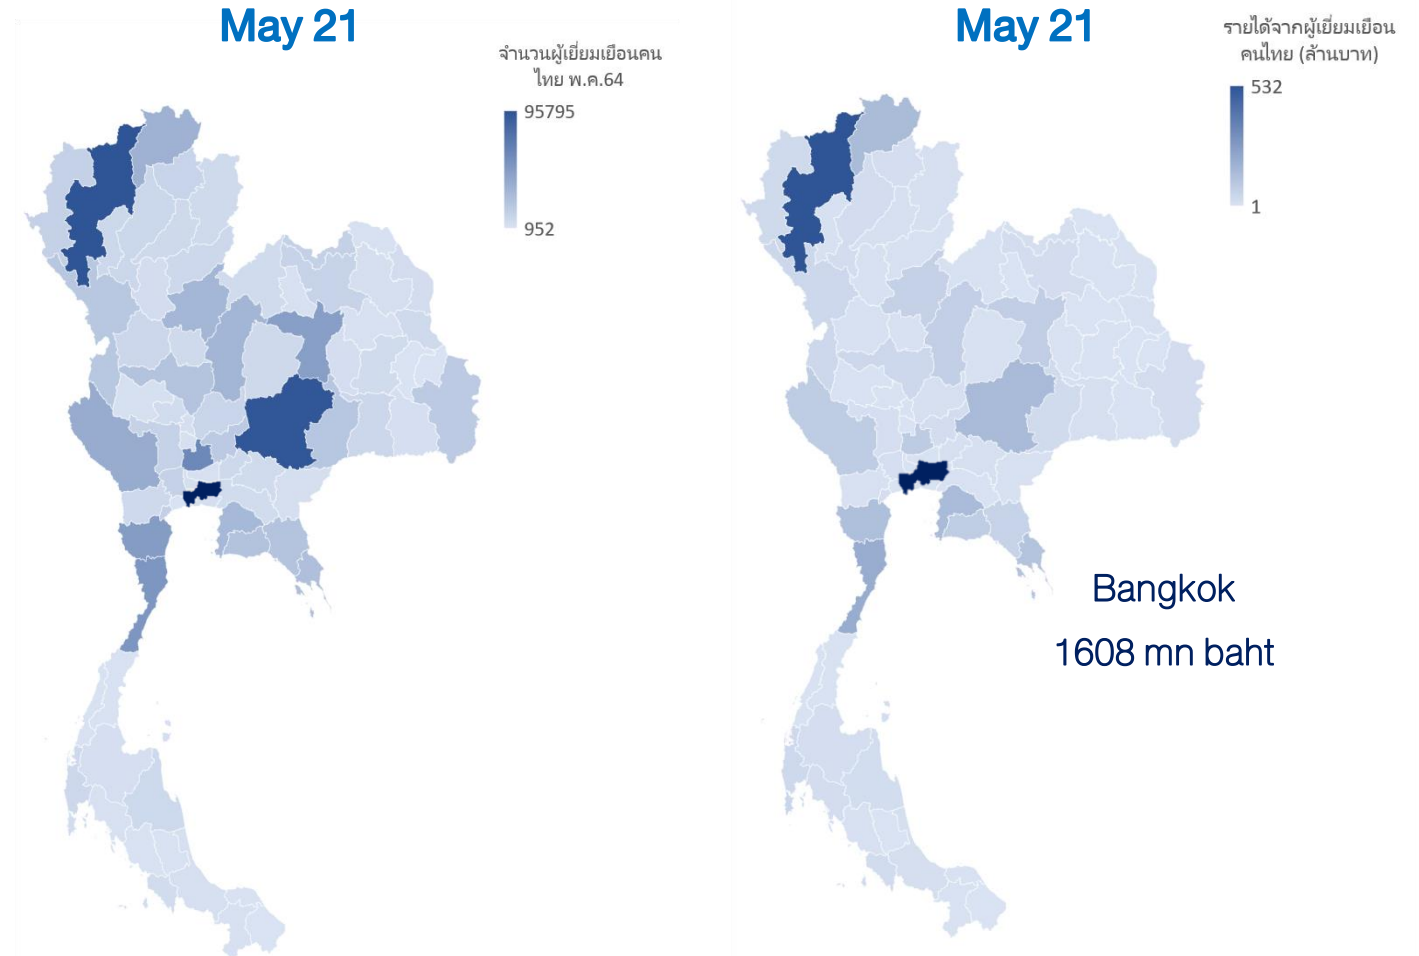 May 21
จำนวนผู้เยี่ยมเยือนคน
ไทย พ.ค.64
95795
952
May 21
รายได้จากผู้เยี่ยมเยือน
คนไทย (ล้านบาท)
532
1
Bangkok
1608 mn baht